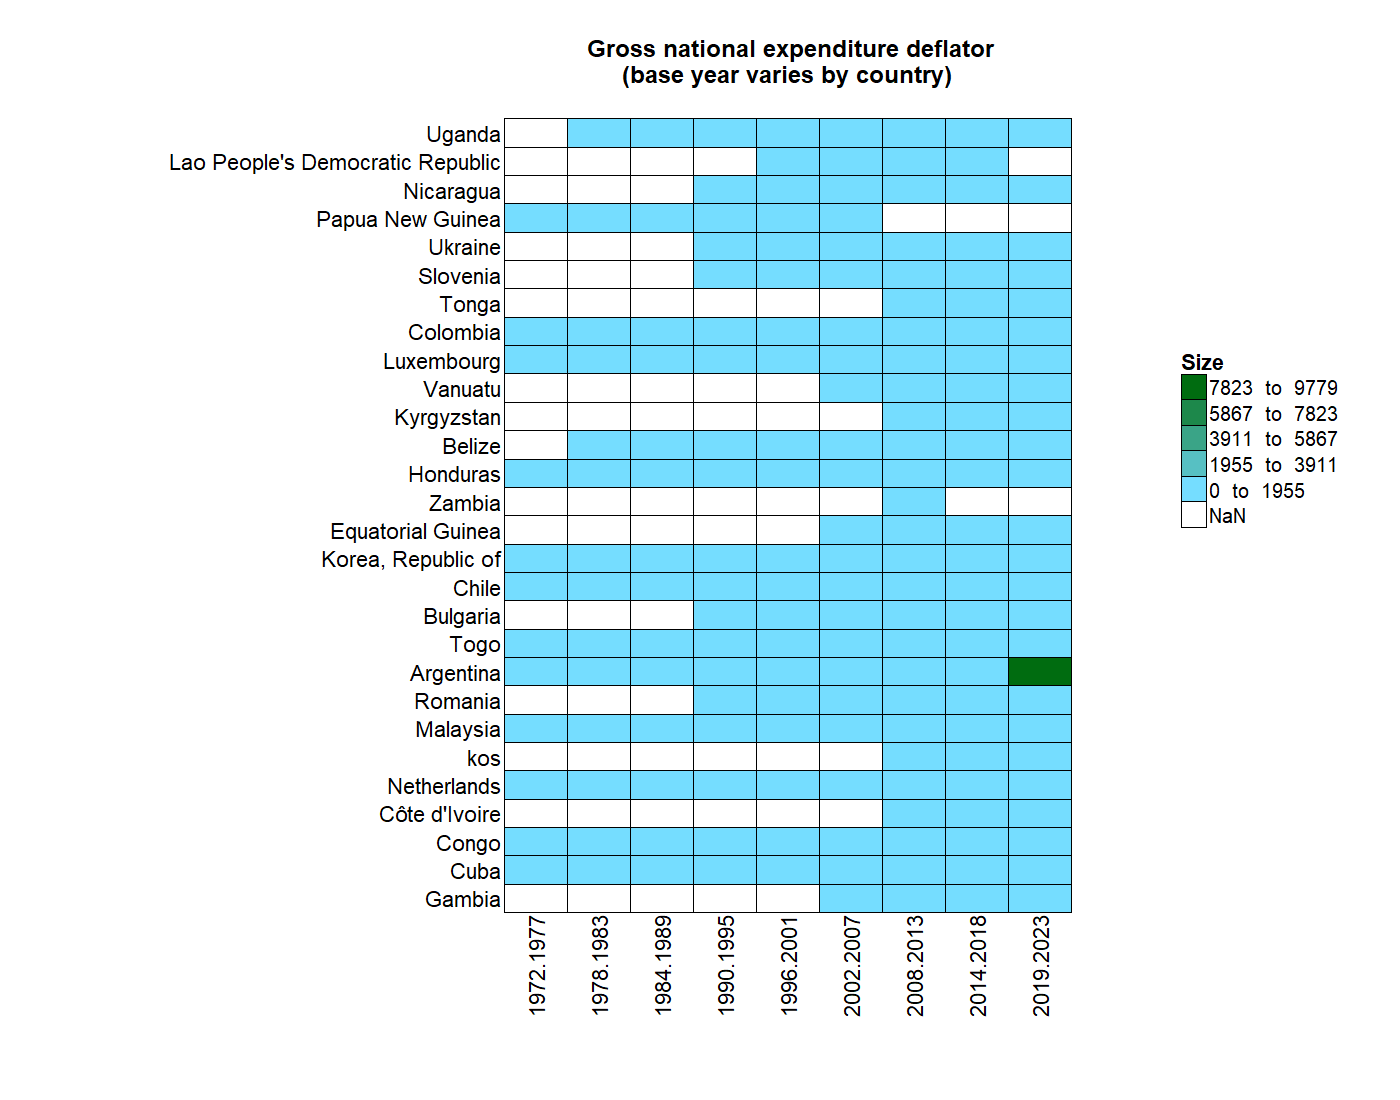 Gross national expenditure deflator
(base year varies by country)
Uganda
Lao People's Democratic Republic
Nicaragua
Papua New Guinea
Ukraine
Slovenia
Tonga
Colombia
Luxembourg
Vanuatu
Kyrgyzstan
Belize
Honduras
Zambia
Equatorial Guinea
Korea, Republic of
Chile
Bulgaria
Togo
Argentina
Romania
Malaysia
kos
Netherlands
Côte d'Ivoire
Congo
Cuba
Gambia
1972.1977
1978.1983
1984.1989
1990.1995
1996.2001
2002.2007
2008.2013
2014.2018
2019.2023
Size
7823 to 9779
5867 to 7823
3911 to 5867
1955 to 3911
0 to 1955
NaN